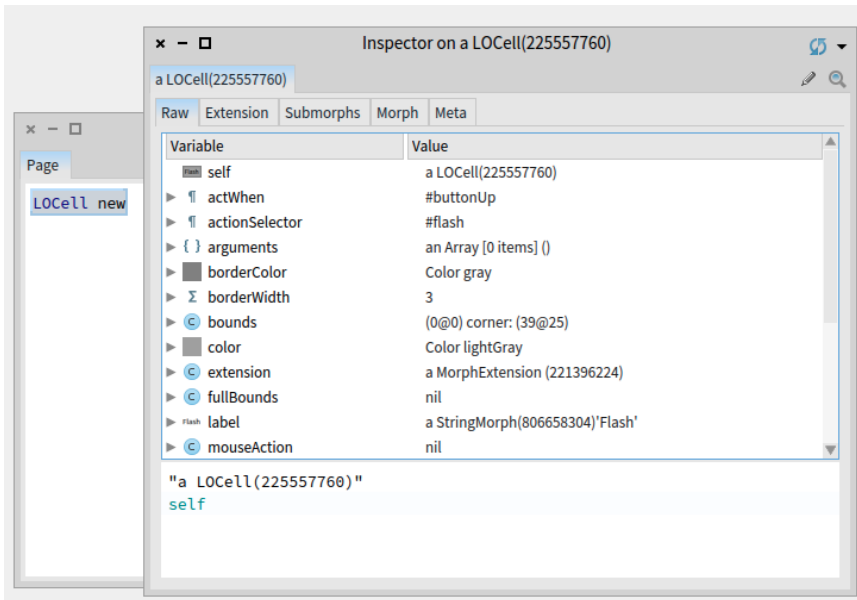 Inspector on a LOCell(225557760)
a LOCell(225557760)
Raw Extension Submorphs Morph Meta
Variable Value
Flash self a LOCell(225557760)
¶ actWhen #buttonUp
¶ actionSelector #flash
{ } arguments an Array [0 items] ()
borderColor Color gray
Σ borderWidth 3
C bounds (0@0) corner: (39@25)
color Color lightGray
C extension a MorphExtension (221396224)
C fullBounds nil
Flash label a StringMorph(806658304)'Flash'
C mouseAction nil
"a LOCell(225557760)"
self
Page
LOCell new